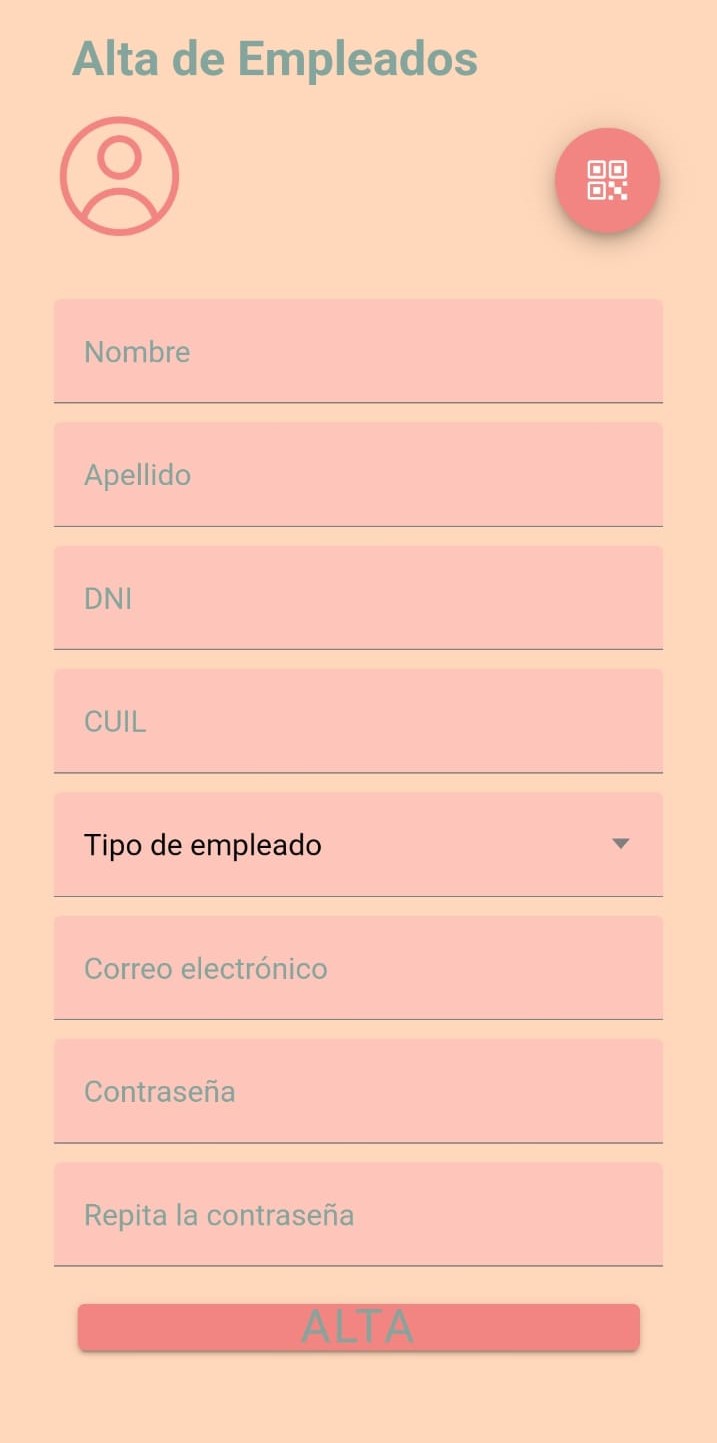 Alta de Empleados
Nombre
Apellido
DNI
CUIL
Tipo de empleado
Correo electrónico
Contraseña
Repita la contraseña
ALTA